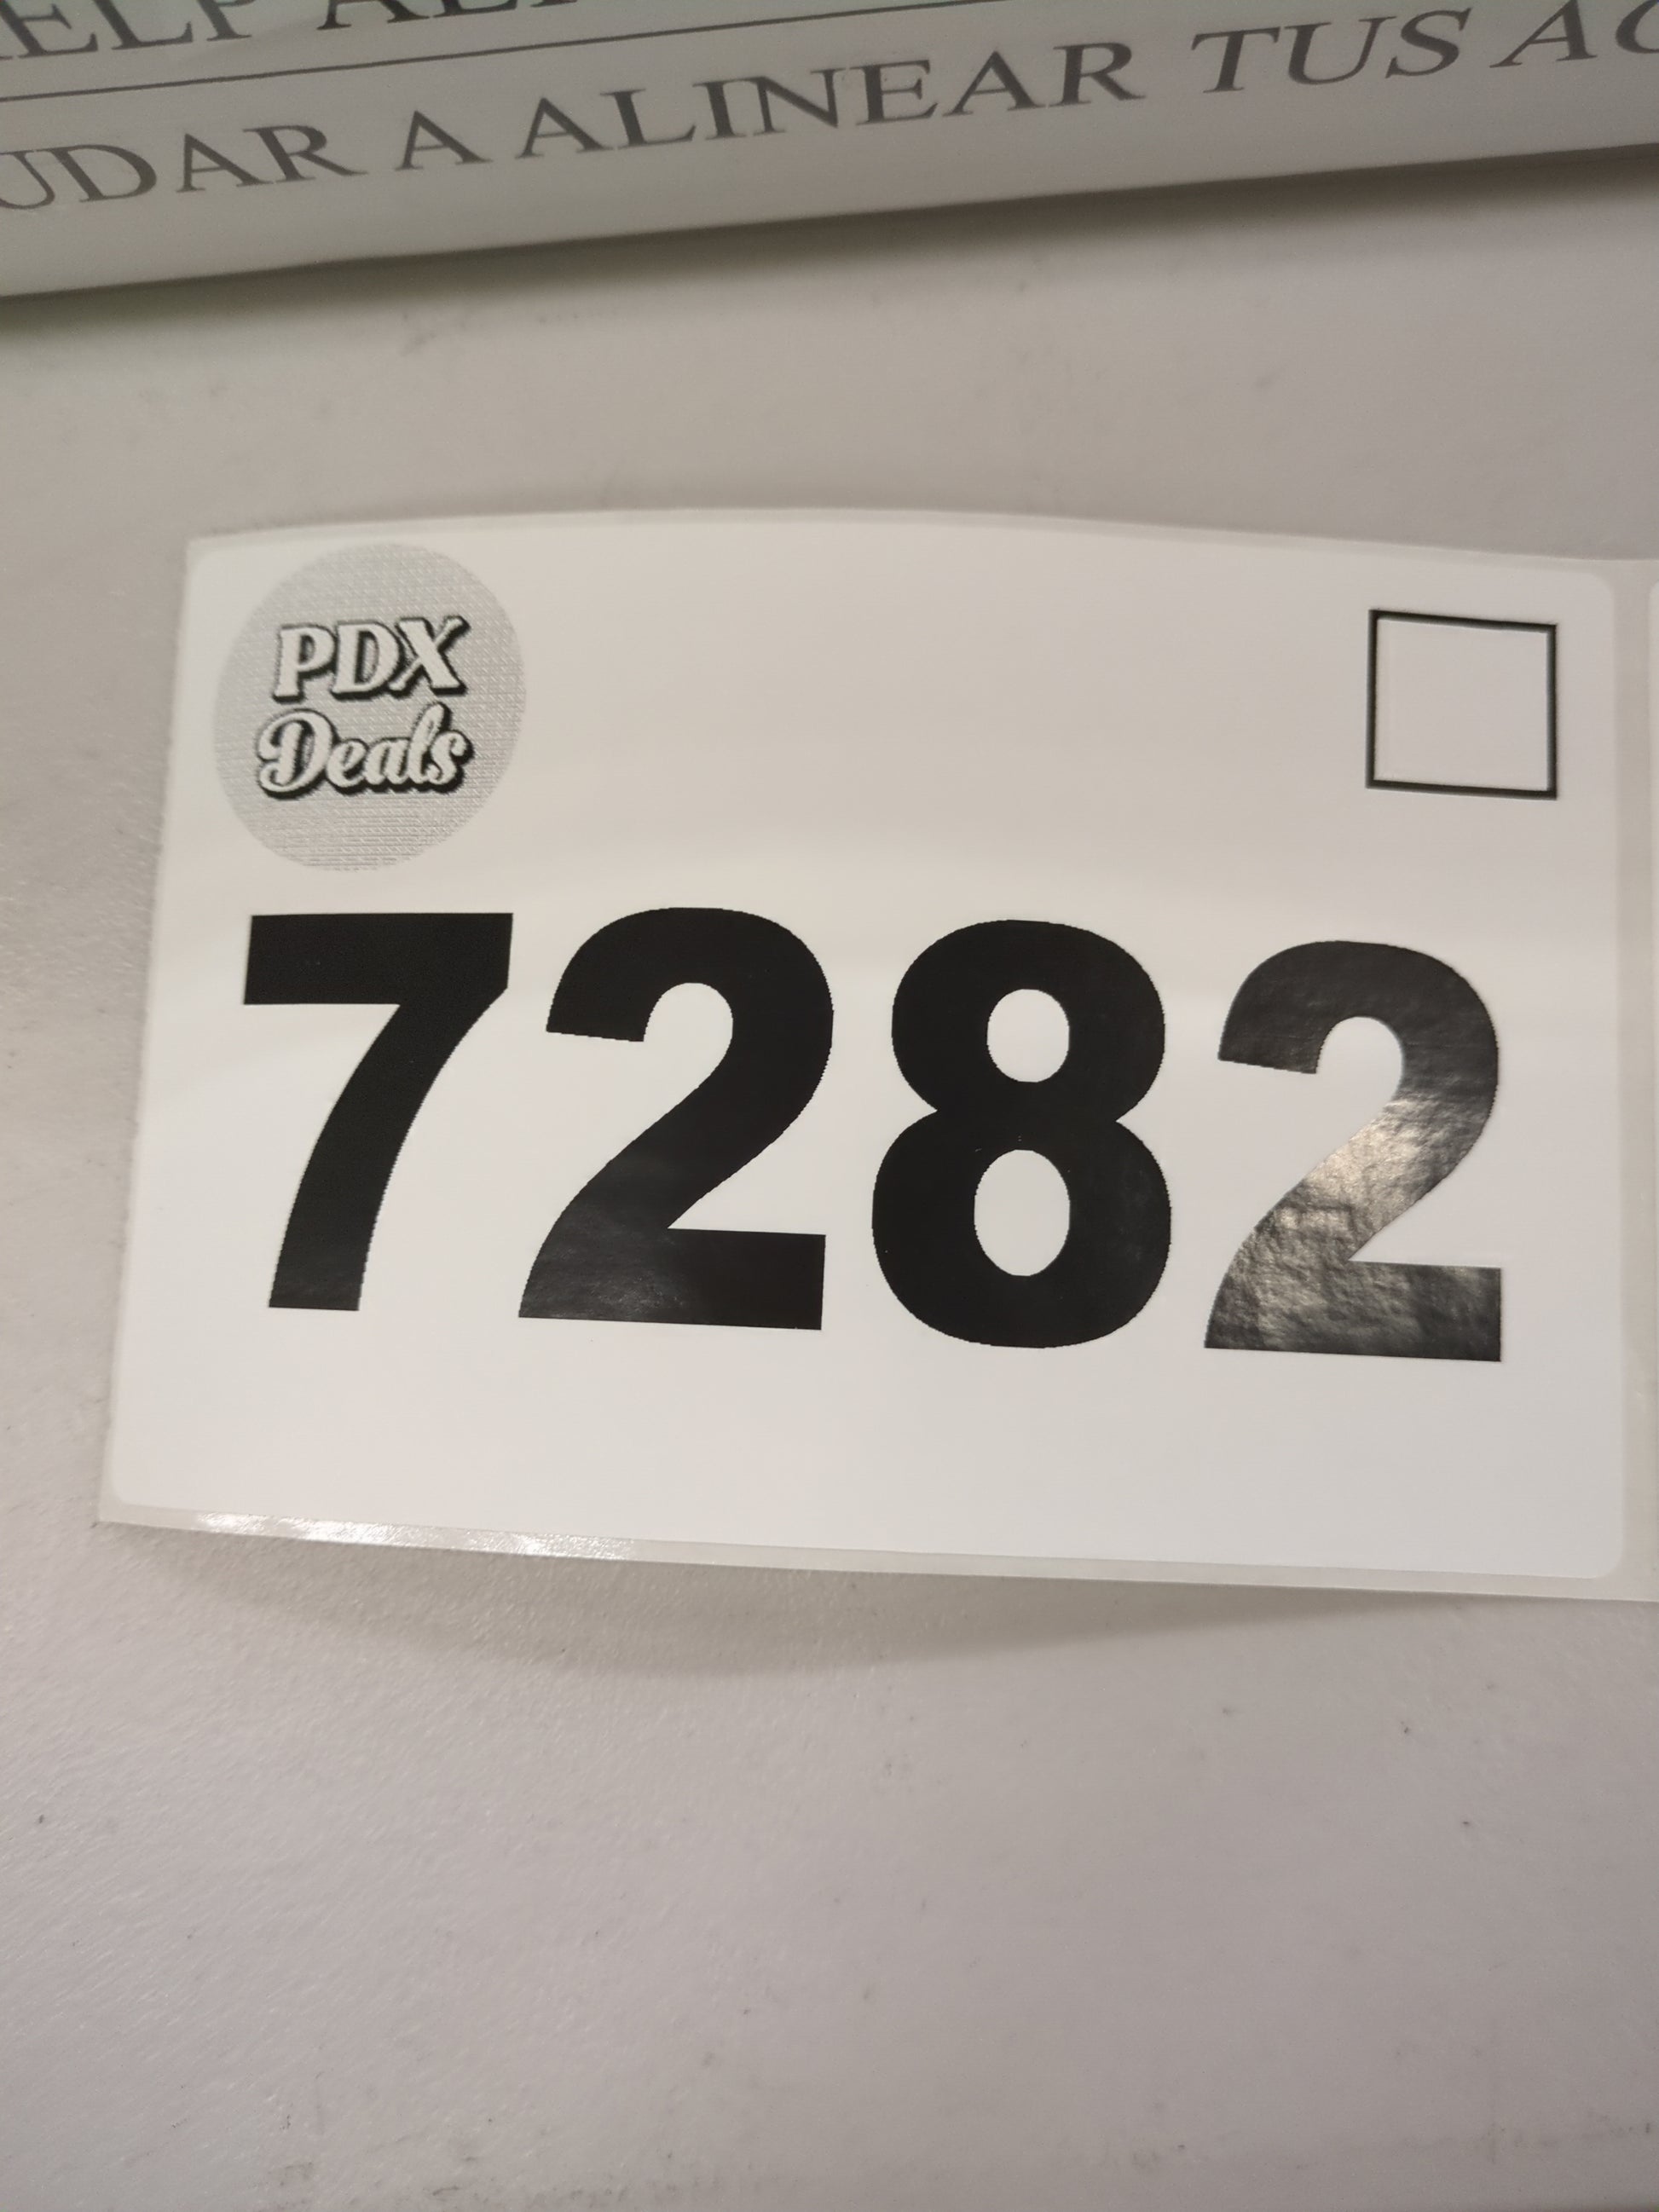 UDAR A ALINEAR TUS
PDX
Deals
7282